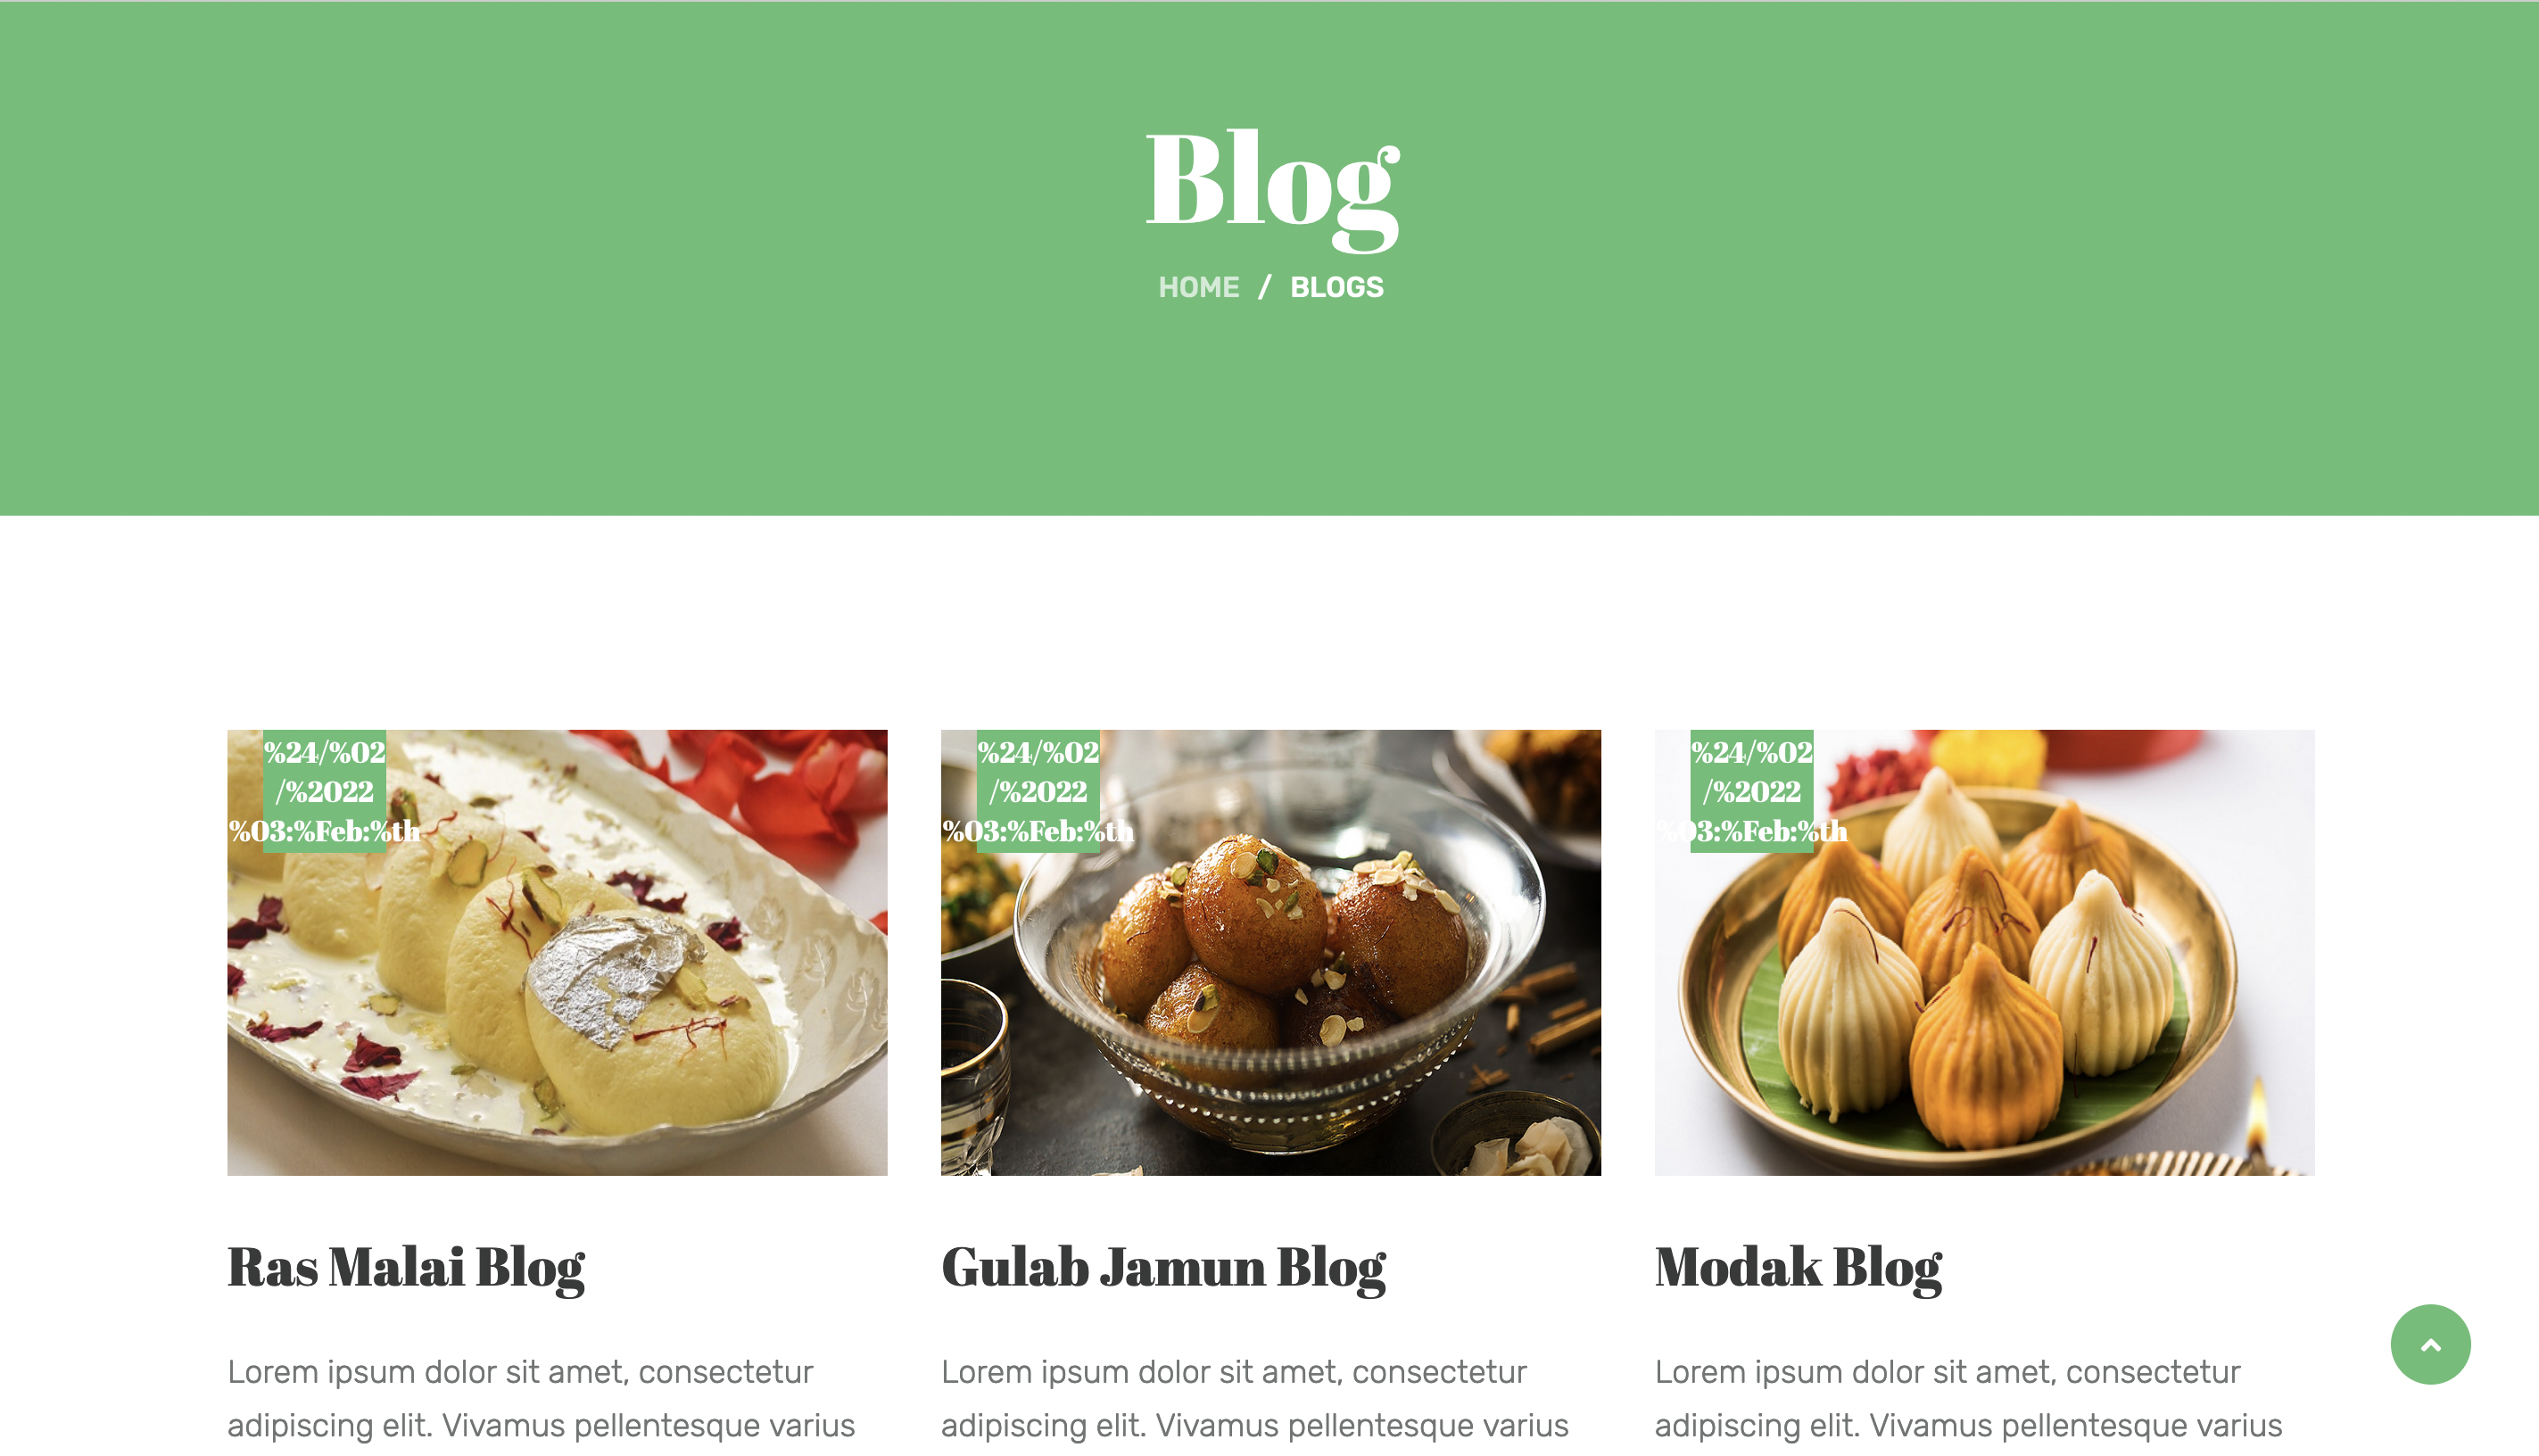 Blog
HOME / BLOGS
%24/%02
/%2022
%03:%Feb:%th
%24/%02
/%2022
%03:%Feb:%th
%24/%02
/%2022
%03:%Feb:%th
Ras Malai Blog
Gulab Jamun Blog
Modak Blog
Lorem ipsum dolor sit amet, consectetur
adipiscing elit. Vivamus pellentesque varius
Lorem ipsum dolor sit amet, consectetur
adipiscing elit. Vivamus pellentesque varius
Lorem ipsum dolor sit amet, consectetur
adipiscing elit. Vivamus pellentesque varius